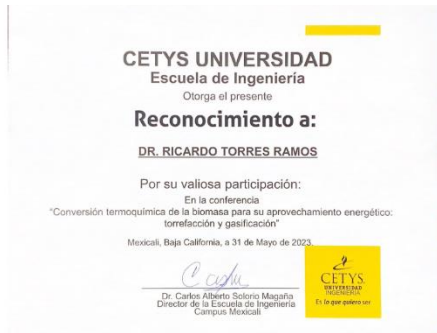 CETYS UNIVERSIDAD
Escuela de Ingeniería
Otorga el presente
Reconocimiento a:
DR. RICARDO TORRES RAMOS
Por su valiosa participación:
En la conferencia
"Conversión termoquímica de la biomasa para su aprovechamiento energético:
torrefacción y gasificación"
Mexicali, Baja California, a 31 de Mayo de 2023.
Dr. Carlos Alberto Solorio Magaña
Director de la Escuela de Ingeniería
Campus Mexicali
CETYS
UNIVERSIDAD
INGENIERÍA
Es lo que quiero ser